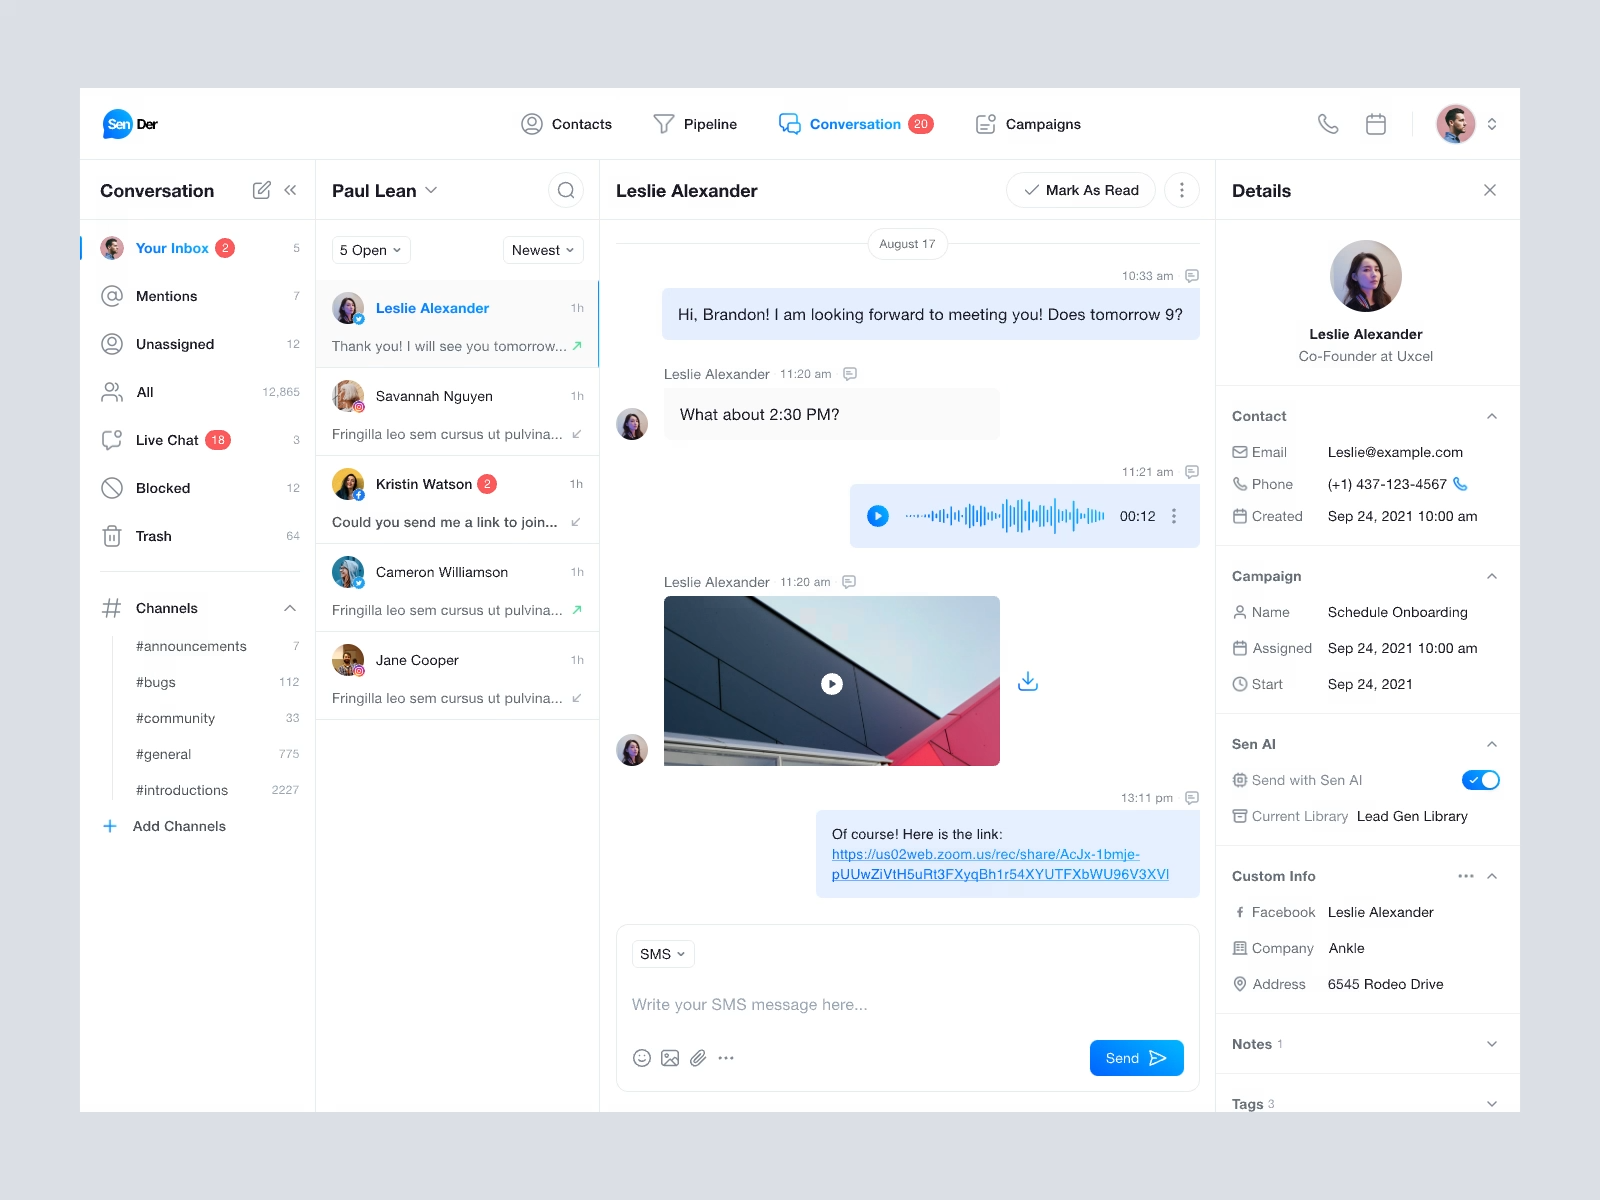 Sen Der
Contacts
Pipeline
Conversation 20
Campaigns
Conversation
Your Inbox 2 5
Mentions 7
Unassigned 12
All 12,865
Live Chat 18 3
Blocked 12
Trash 64
Channels
#announcements 7
#bugs 112
#community 33
#general 775
#introductions 2227
Add Channels
Paul Lean
5 Open Newest
Leslie Alexander 1h
Thank you! I will see you tomorrow...
Savannah Nguyen 1h
Fringilla leo sem cursus ut pulvina...
Kristin Watson 2 1h
Could you send me a link to join...
Cameron Williamson 1h
Fringilla leo sem cursus ut pulvina...
Jane Cooper 1h
Fringilla leo sem cursus ut pulvina...
Leslie Alexander
Mark As Read
August 17
10:33 am
Hi, Brandon! I am looking forward to meeting you! Does tomorrow 9?
Leslie Alexander · 11:20 am
What about 2:30 PM?
11:21 am
00:12
Leslie Alexander · 11:20 am
13:11 pm
Of course! Here is the link:
https://us02web.zoom.us/rec/share/AcJx-1bmje-
pUUwZiVtH5uRt3FXyqBh1r54XYUTFXbWU96V3XVl
SMS
Write your SMS message here...
Send
Details
Leslie Alexander
Co-Founder at Uxcel
Contact
Email Leslie@example.com
Phone (+1) 437-123-4567
Created Sep 24, 2021 10:00 am
Campaign
Name Schedule Onboarding
Assigned Sep 24, 2021 10:00 am
Start Sep 24, 2021
Sen AI
Send with Sen AI
Current Library Lead Gen Library
Custom Info
Facebook Leslie Alexander
Company Ankle
Address 6545 Rodeo Drive
Notes 1
Tags 3